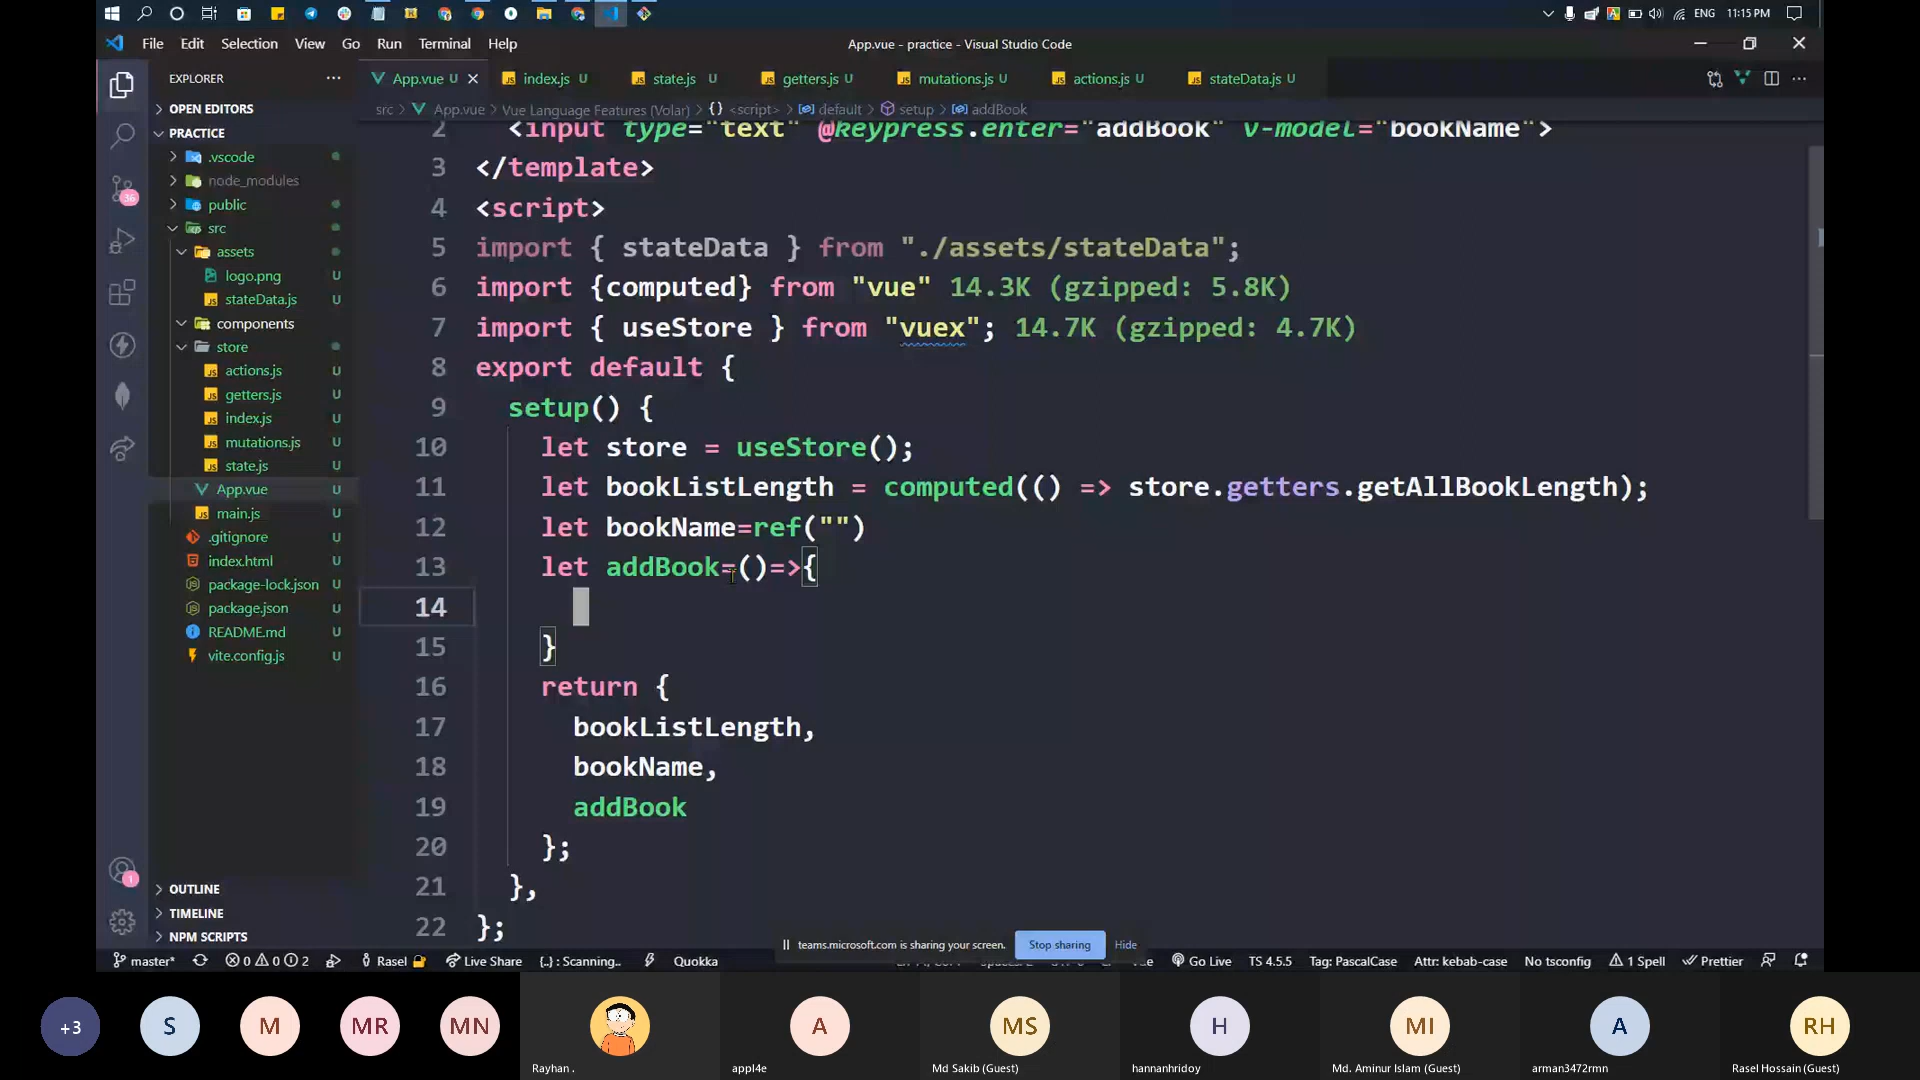 ENG 11:15 PM
File Edit Selection View Go Run Terminal Help
App.vue - practice - Visual Studio Code
EXPLORER
App.vue U
index.js U
state.js U
getters.js U
mutations.js U
actions.js U
stateData.js U
src > App.vue > Vue Language Features (Volar) > {} <script> > default > setup > addBook
OPEN EDITORS
PRACTICE
.vscode
node_modules
public
src
assets
logo.png U
stateData.js U
components
store
actions.js U
getters.js U
index.js U
mutations.js U
state.js U
App.vue U
main.js U
.gitignore U
index.html U
package-lock.json U
package.json U
README.md U
vite.config.js U
OUTLINE
TIMELINE
NPM SCRIPTS
36
1
2 <input type="text" @keypress.enter="addBook" v-model="bookName">
3 </template>
4 <script>
5 import { stateData } from "./assets/stateData";
6 import {computed} from "vue" 14.3K (gzipped: 5.8K)
7 import { useStore } from "vuex"; 14.7K (gzipped: 4.7K)
8 export default {
9 setup() {
10 let store = useStore();
11 let bookListLength = computed(() => store.getters.getAllBookLength);
12 let bookName=ref("")
13 let addBook=()=>{
14
15 }
16 return {
17 bookListLength,
18 bookName,
19 addBook
20 };
21 },
22 };
teams.microsoft.com is sharing your screen. Stop sharing Hide
master* 0 0 2 Rasel Live Share {..} : Scanning.. Quokka Go Live TS 4.5.5 Tag: PascalCase Attr: kebab-case No tsconfig 1 Spell Prettier
+3 S M MR MN A MS H MI A RH
Rayhan . appl4e Md Sakib (Guest) hannanhridoy Md. Aminur Islam (Guest) arman3472rmn Rasel Hossain (Guest)